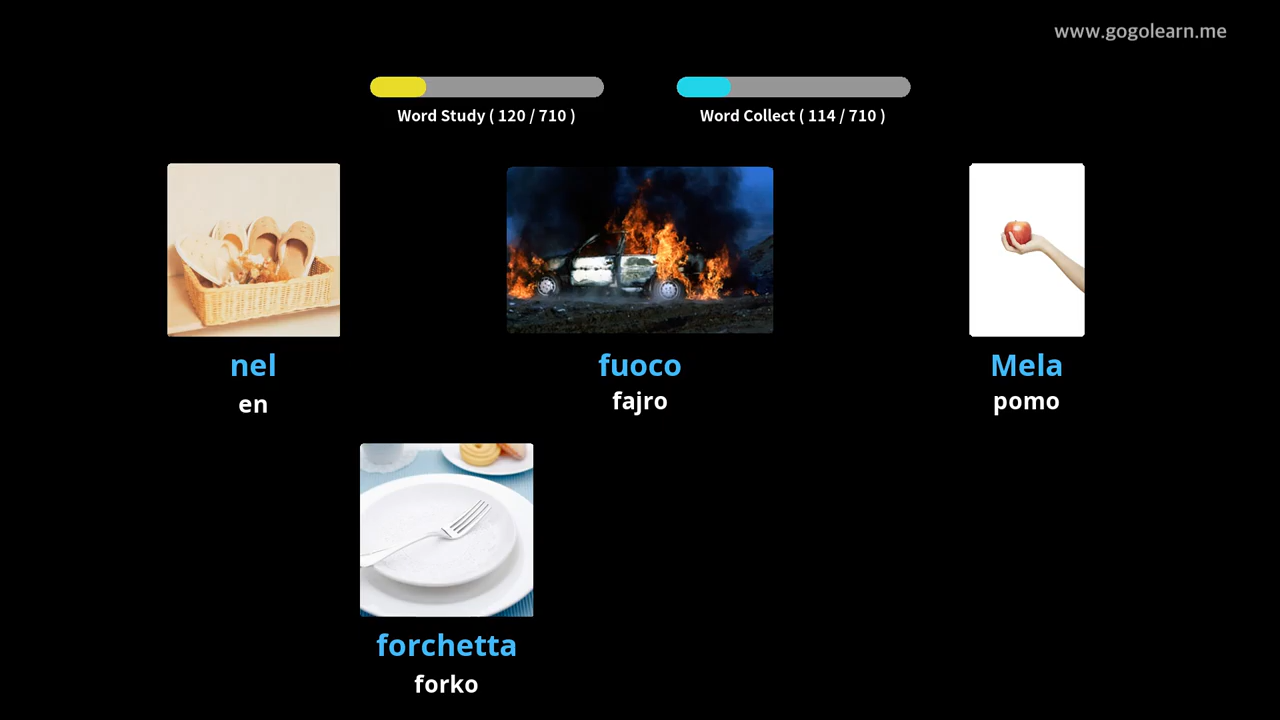 www.gogolearn.me
Word Study ( 120 / 710 )
Word Collect ( 114 / 710 )
nel
en
fuoco
fajro
Mela
pomo
forchetta
forko